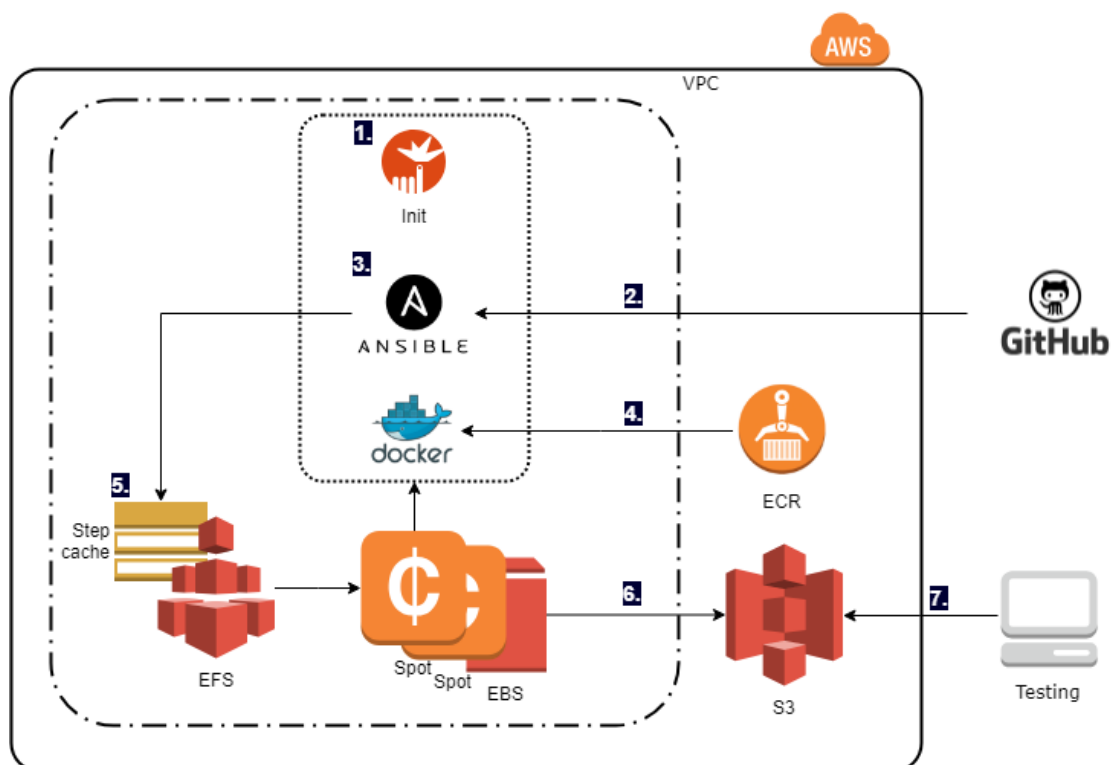 AWS
VPC
1.
Init
3.
ANSIBLE
2.
GitHub
docker
4.
ECR
5.
Step
cache
EFS
Spot
Spot
EBS
6.
S3
7.
Testing